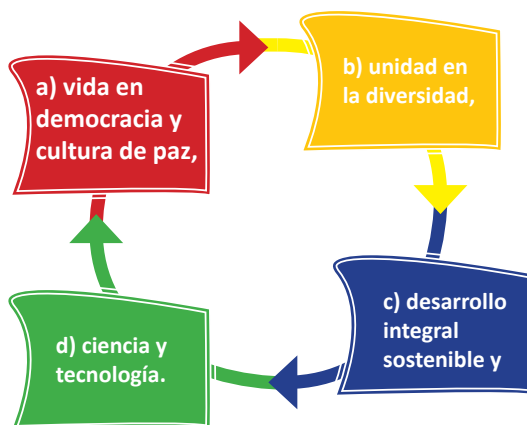 a) vida en
democracia y
cultura de paz,
b) unidad en
la diversidad,
c) desarrollo
integral
sostenible y
d) ciencia y
tecnología.